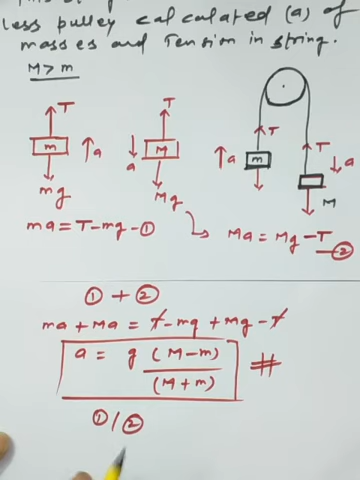 less pulley calculated (a) of
masses and Tension in string.
M>m
T
m
↑a
mg
T
M
↓a
Mg
↑a
m
T
T
↓a
M
ma = T-mg-①
Ma = Mg-T
-②
① + ②
ma + Ma = T-mg + Mg-T
a = g (M-m)
(M+m)
#
①/②